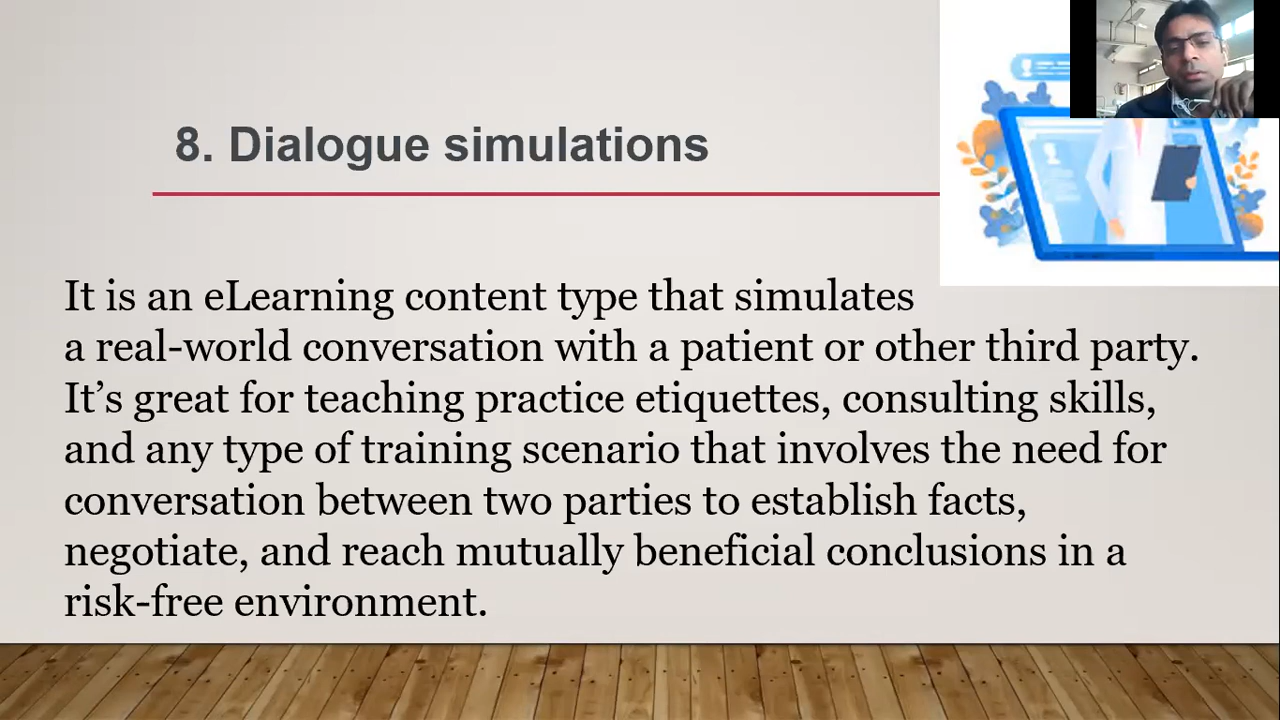 8. Dialogue simulations
It is an eLearning content type that simulates
a real-world conversation with a patient or other third party.
It’s great for teaching practice etiquettes, consulting skills,
and any type of training scenario that involves the need for
conversation between two parties to establish facts,
negotiate, and reach mutually beneficial conclusions in a
risk-free environment.